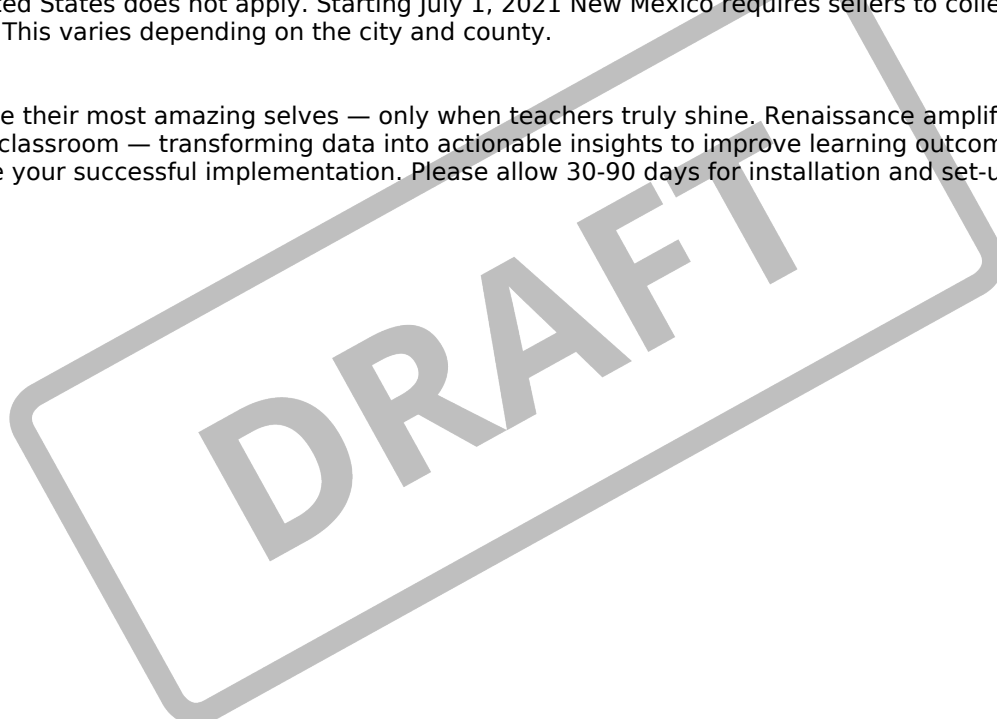 ted States does not apply. Starting July 1, 2021 New Mexico requires sellers to colle
This varies depending on the city and county.
e their most amazing selves — only when teachers truly shine. Renaissance amplif
classroom — transforming data into actionable insights to improve learning outcom
e your successful implementation. Please allow 30-90 days for installation and set-u
DRAFT